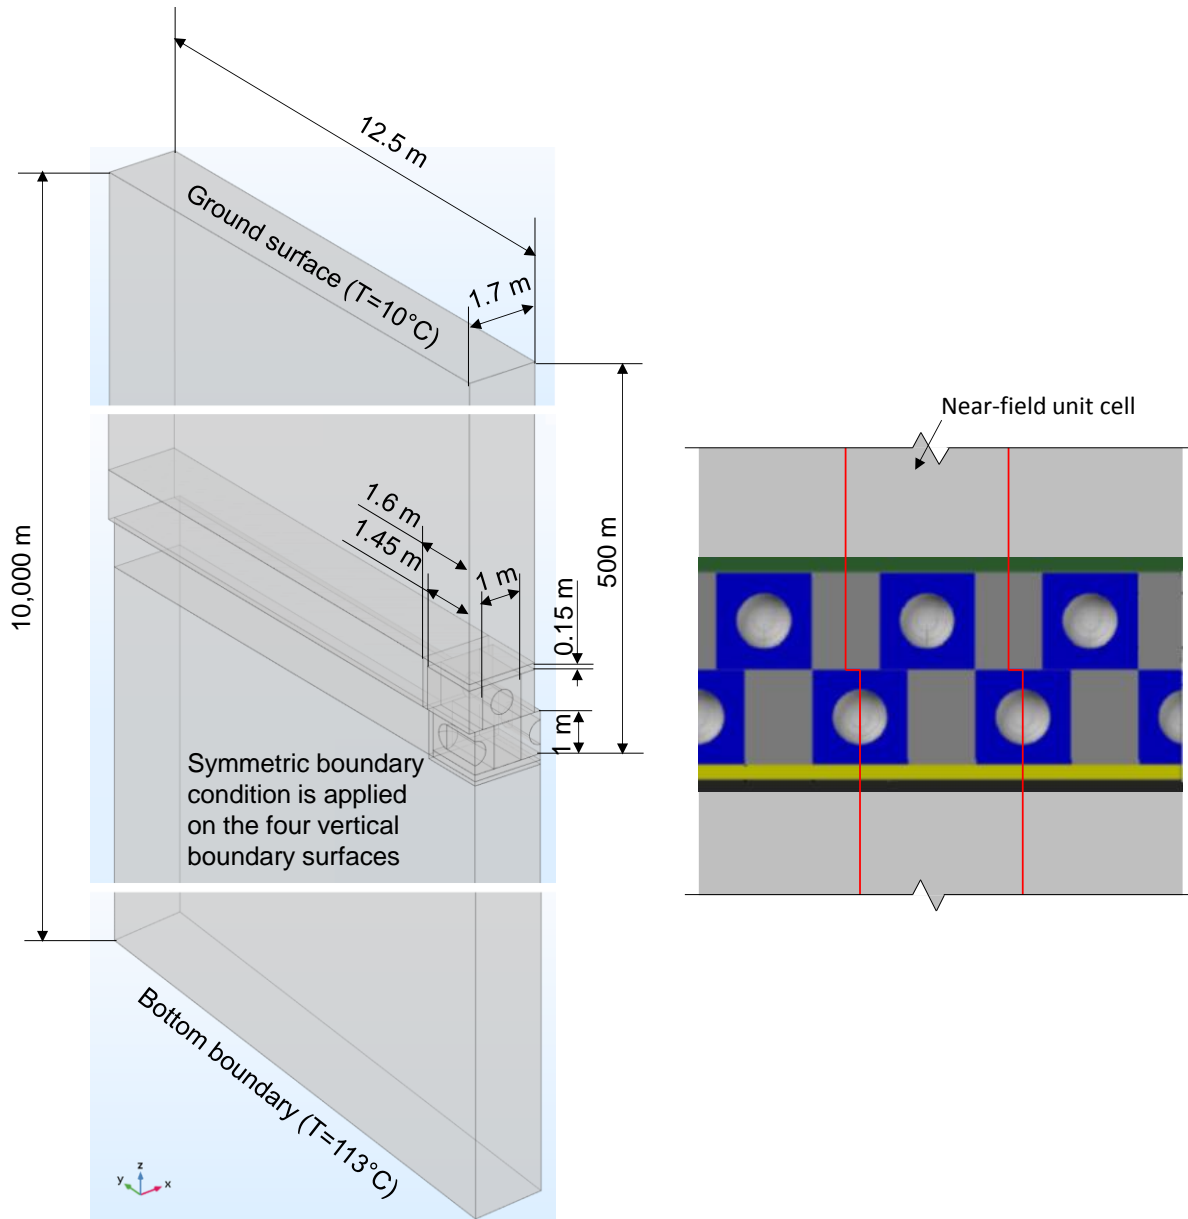 12.5 m
Ground surface (T=10°C)
1.7 m
10,000 m
1.6 m
1.45 m
1 m
500 m
0.15 m
1 m
Symmetric boundary
condition is applied
on the four vertical
boundary surfaces
Bottom boundary (T=113°C)
z
y
x
Near-field unit cell